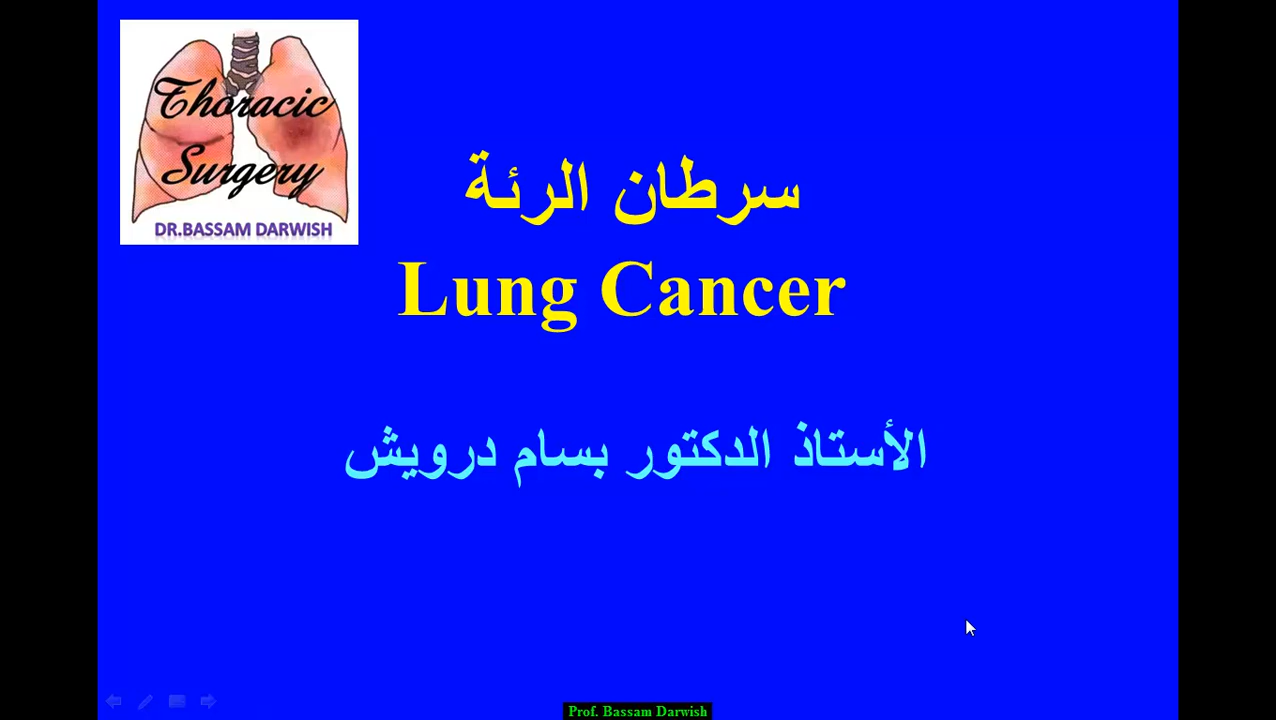 Thoracic
Surgery
DR.BASSAM DARWISH
سرطان الرئة
Lung Cancer
الأستاذ الدكتور بسام درويش
Prof. Bassam Darwish